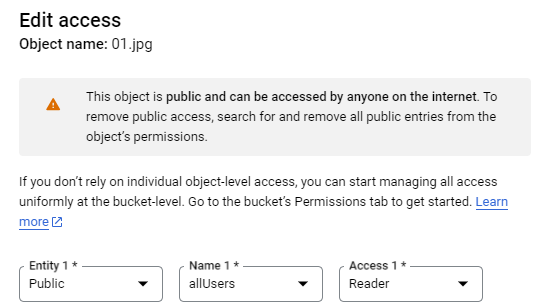 Edit access
Object name: 01.jpg
This object is public and can be accessed by anyone on the internet. To
remove public access, search for and remove all public entries from the
object’s permissions.
If you don’t rely on individual object-level access, you can start managing all access
uniformly at the bucket-level. Go to the bucket’s Permissions tab to get started. Learn
more
Entity 1 * Name 1 * Access 1 *
Public allUsers Reader